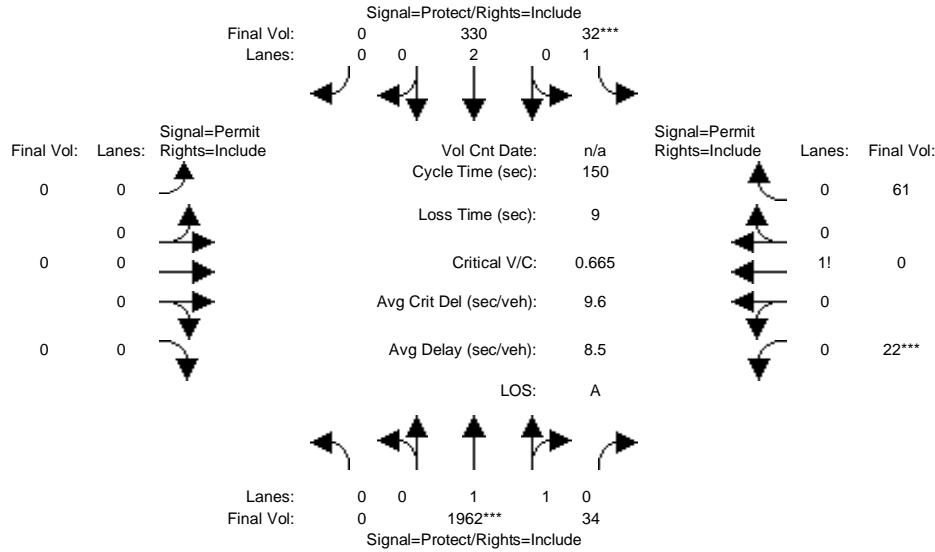 Signal=Protect/Rights=Include
Final Vol: 0 330 32***
Lanes: 0 0 2 0 1
Signal=Permit
Final Vol: Lanes: Rights=Include
Vol Cnt Date: n/a
Signal=Permit
Rights=Include Lanes: Final Vol:
Cycle Time (sec): 150
0 0
0 61
Loss Time (sec): 9
0
0
0 0
Critical V/C: 0.665
1! 0
0
Avg Crit Del (sec/veh): 9.6
0
0 0
Avg Delay (sec/veh): 8.5
0 22***
LOS: A
Lanes: 0 0 1 1 0
Final Vol: 0 1962*** 34
Signal=Protect/Rights=Include